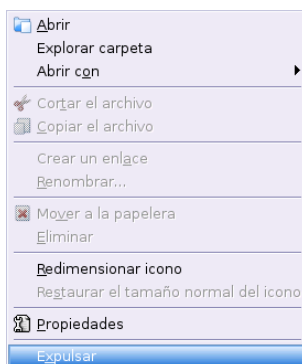 Abrir
Explorar carpeta
Abrir con
Cortar el archivo
Copiar el archivo
Crear un enlace
Renombrar...
Mover a la papelera
Eliminar
Redimensionar icono
Restaurar el tamaño normal del icono
Propiedades
Expulsar